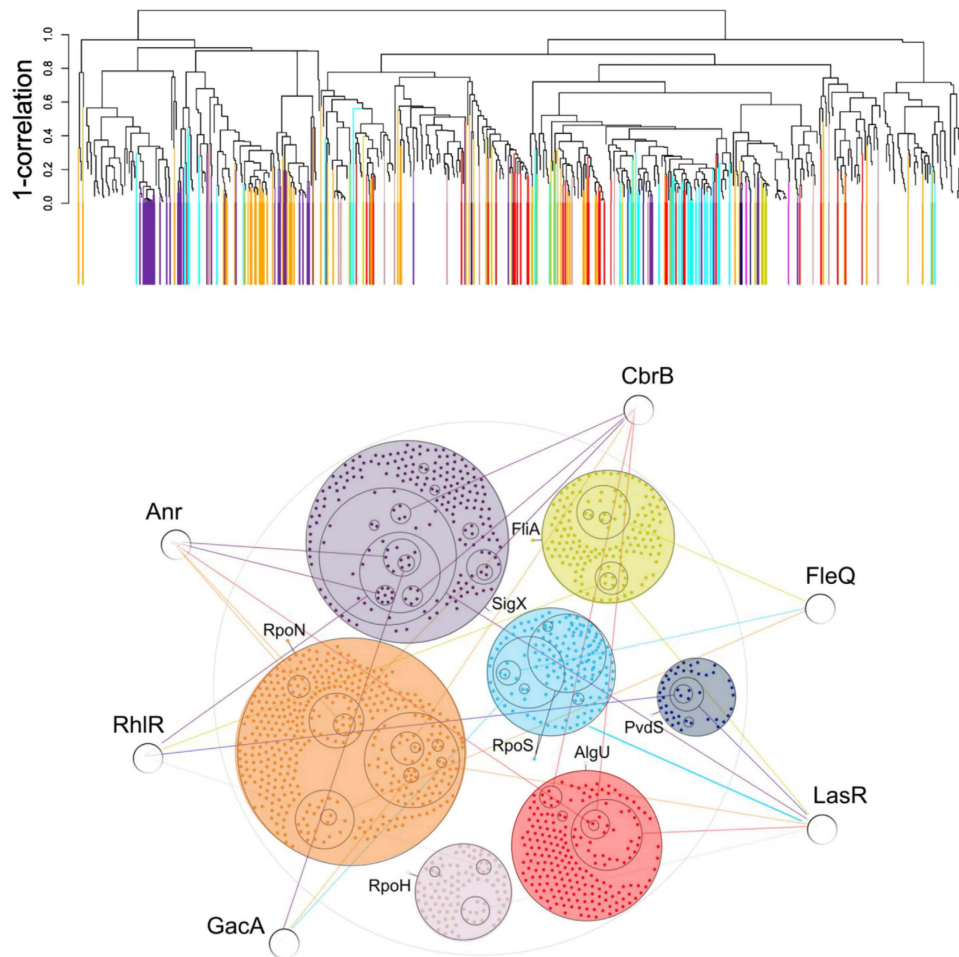 1-correlation
1.0
0.8
0.6
0.4
0.2
0.0
CbrB
Anr
FliA
FleQ
SigX
RpoN
RhlR
PvdS
RpoS
AlgU
LasR
RpoH
GacA